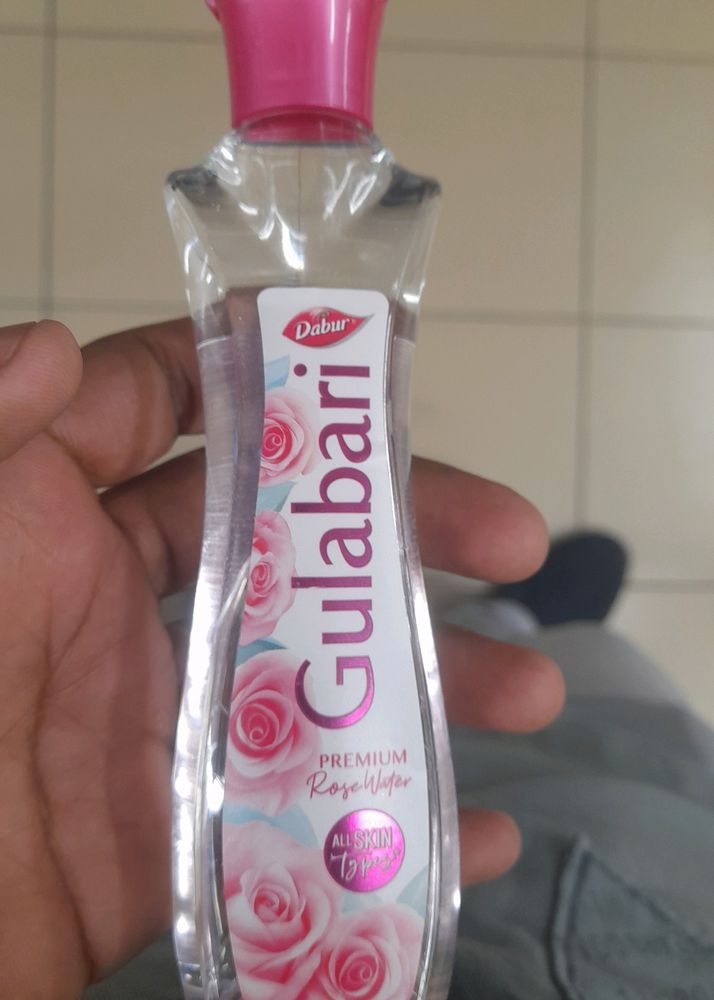 Dabur
Gulabari
PREMIUM
Rose Water
ALL SKIN
Types